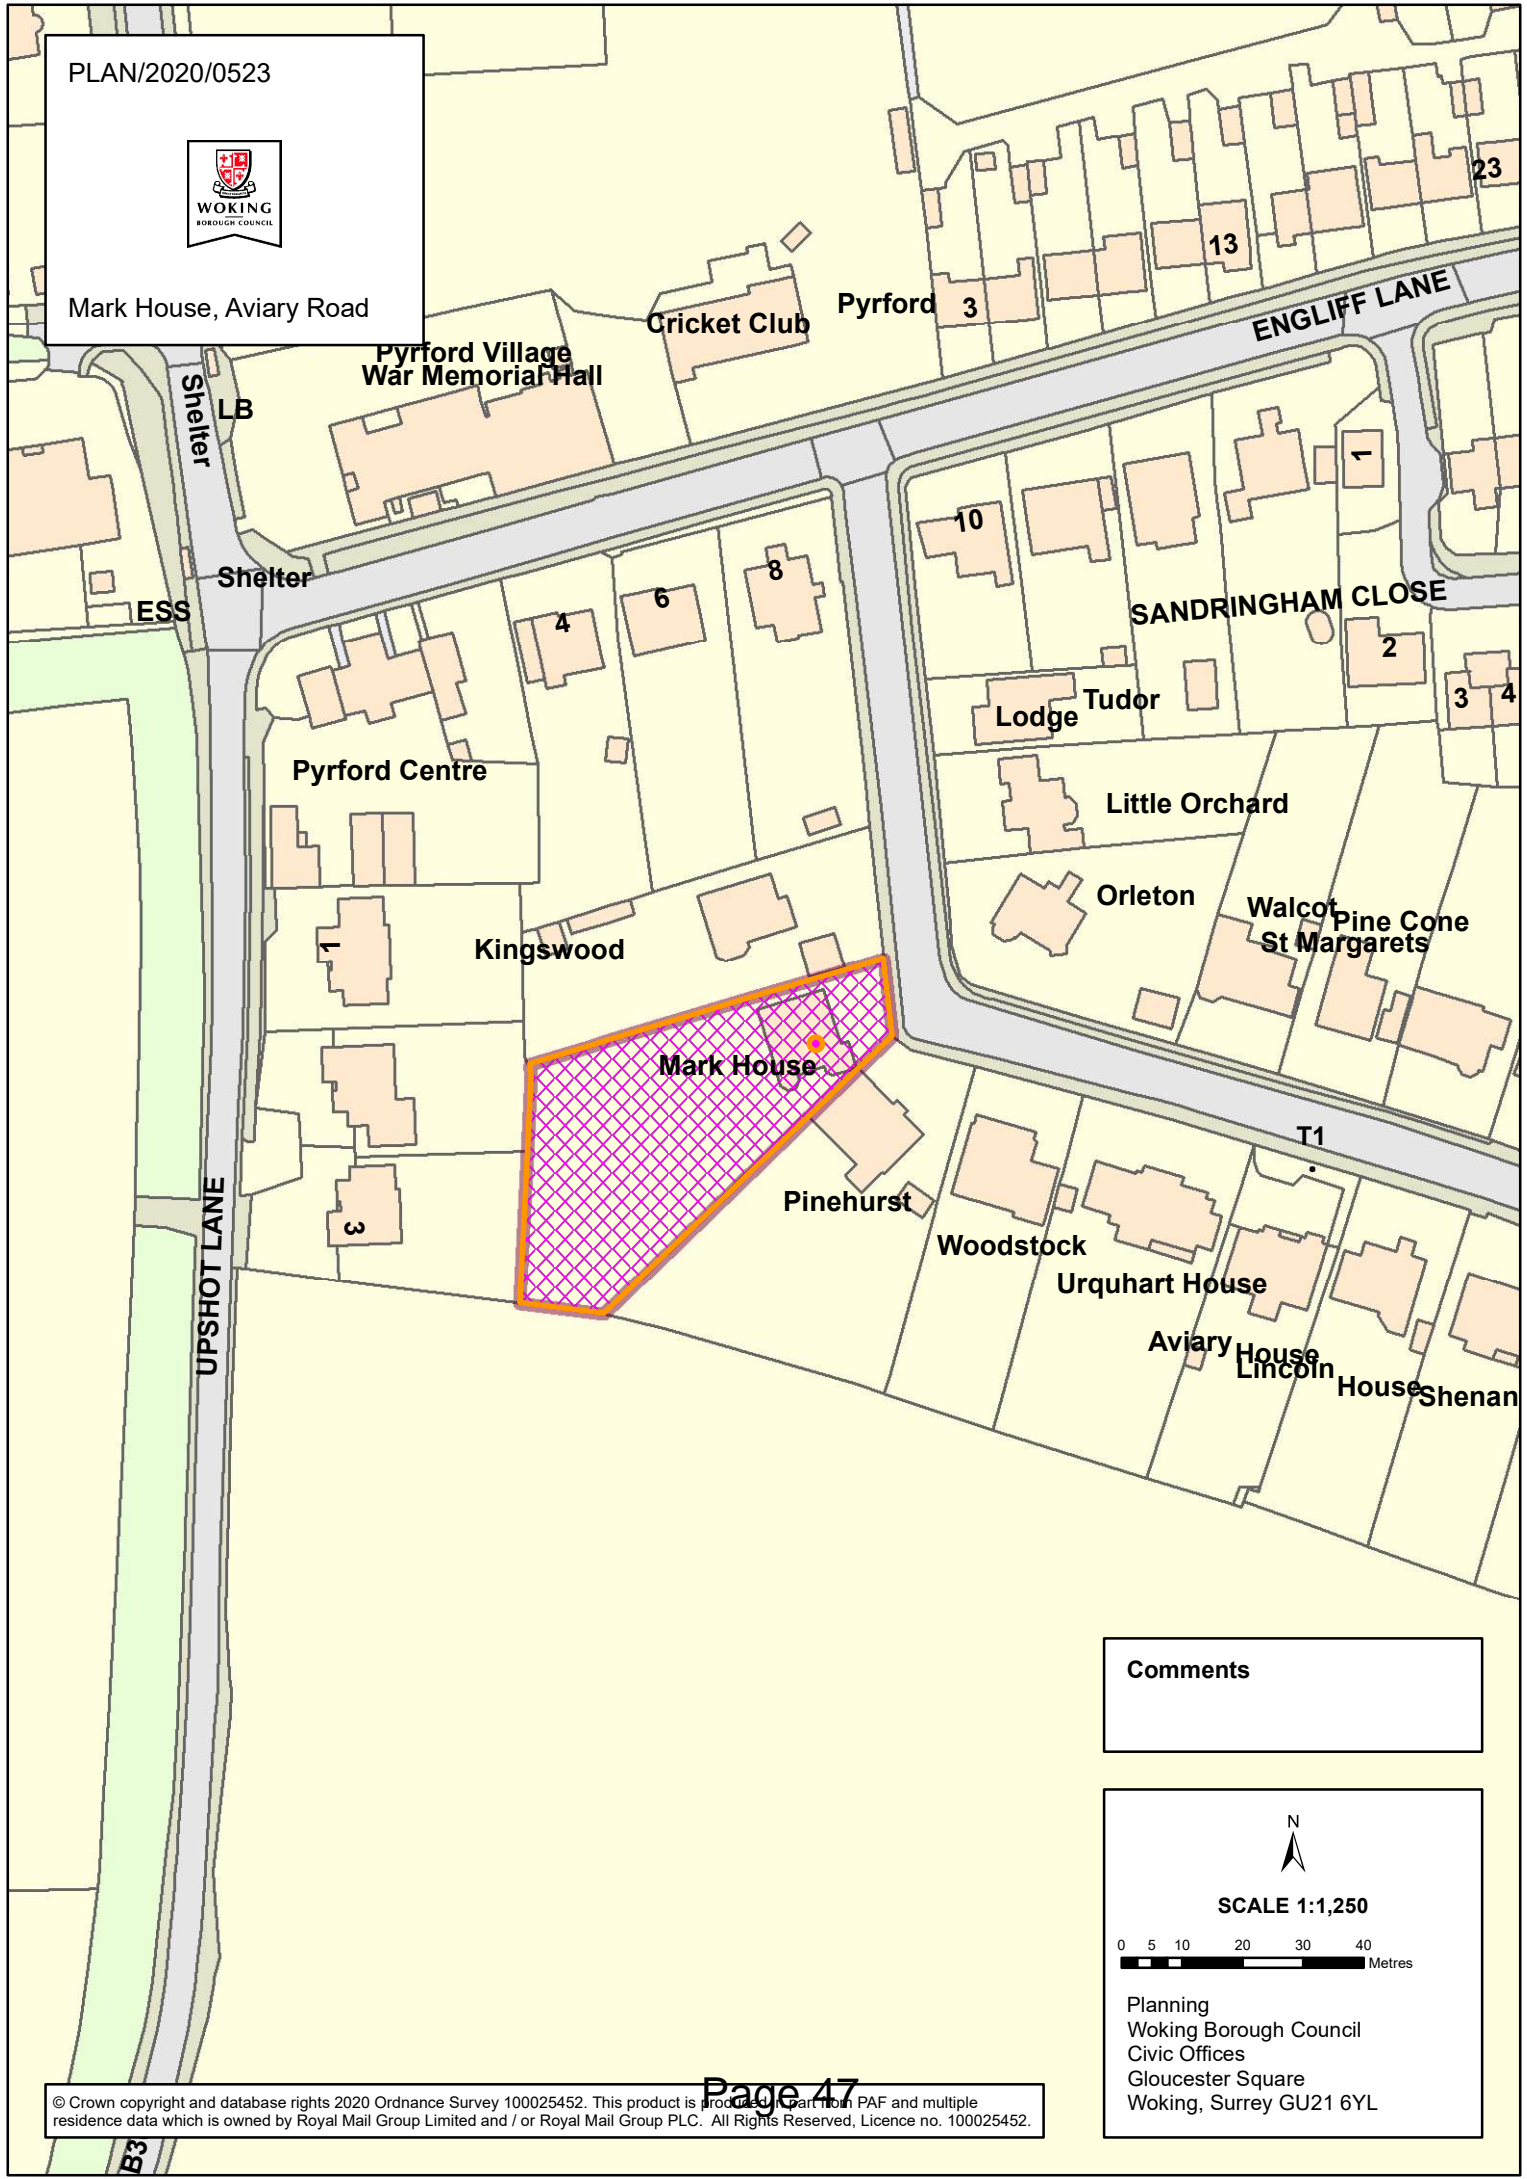 PLAN/2020/0523
WOKING
BOROUGH COUNCIL
Mark House, Aviary Road
23
13
ENGLIFF LANE
Pyrford 3
Cricket Club
Pyrford Village
War Memorial Hall
Shelter
LB
1
10
8
Shelter
6
4
ESS
SANDRINGHAM CLOSE
2
3
4
Tudor
Lodge
Pyrford Centre
Little Orchard
Orleton
Walcot
Pine Cone
St Margarets
1
Kingswood
Mark House
T1
Pinehurst
3
Woodstock
UPSHOT LANE
Urquhart House
Aviary House
Lincoln House
Shenan
Comments
N
SCALE 1:1,250
0 5 10 20 30 40
Metres
Planning
Woking Borough Council
Civic Offices
Gloucester Square
Woking, Surrey GU21 6YL
Page 47
© Crown copyright and database rights 2020 Ordnance Survey 100025452. This product is produced in part from PAF and multiple
residence data which is owned by Royal Mail Group Limited and / or Royal Mail Group PLC. All Rights Reserved, Licence no. 100025452.
B3